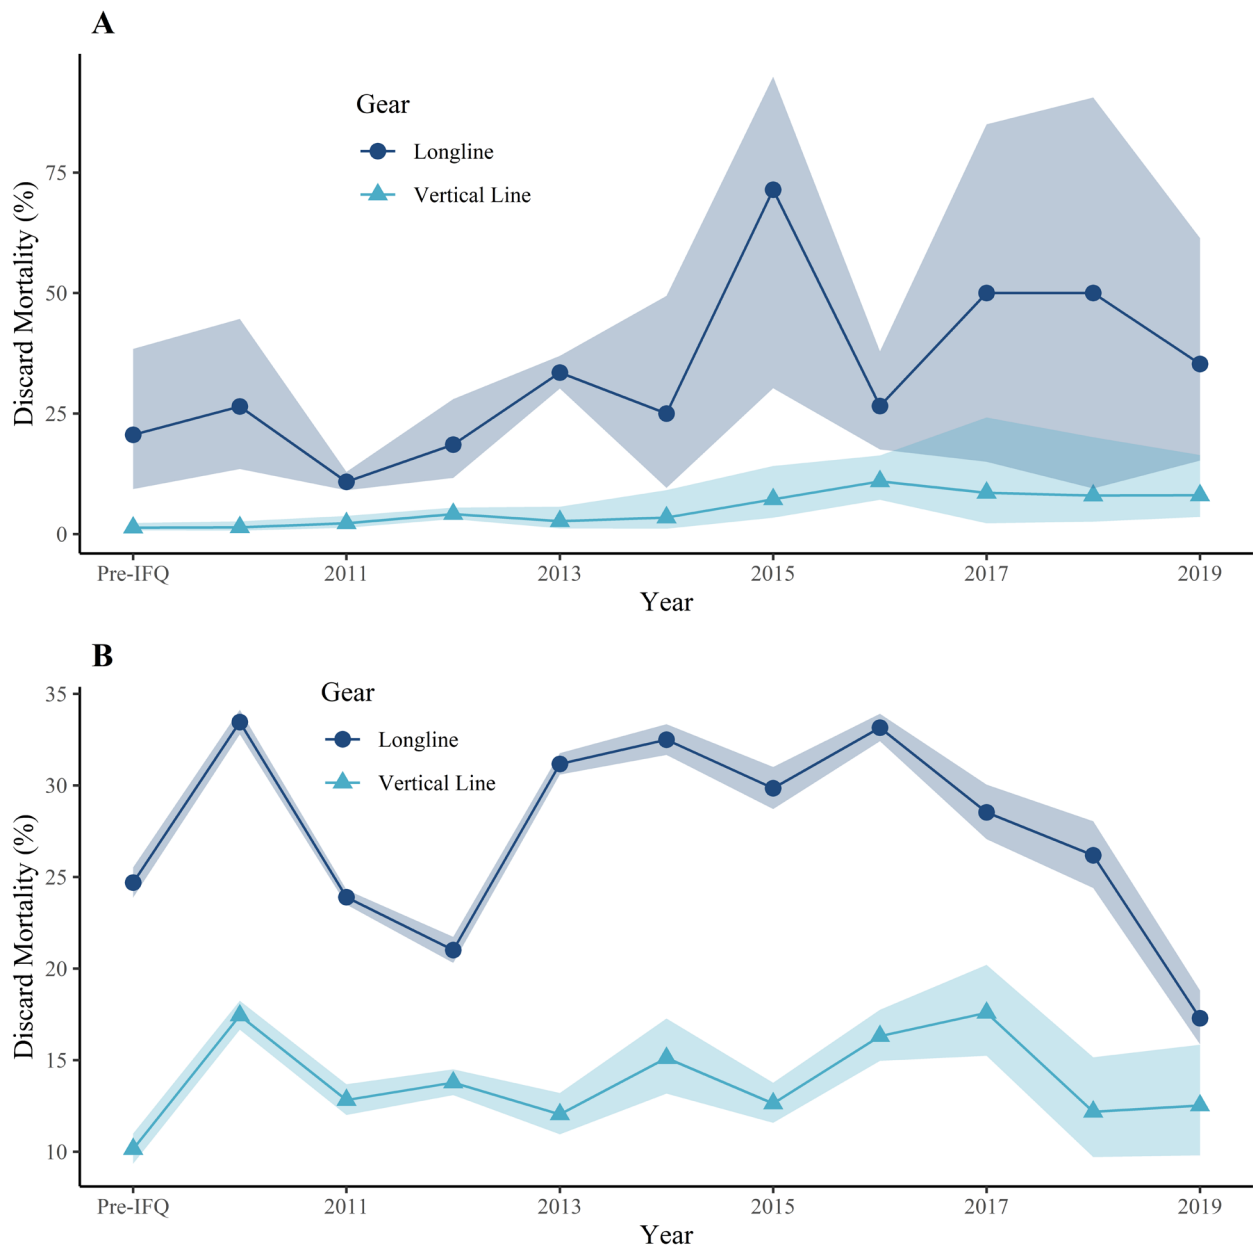 A
Gear
Longline
Vertical Line
Discard Mortality (%)
75
50
25
0
Pre-IFQ 2011 2013 2015 2017 2019
Year
B
Gear
Longline
Vertical Line
Discard Mortality (%)
35
30
25
20
15
10
Pre-IFQ 2011 2013 2015 2017 2019
Year